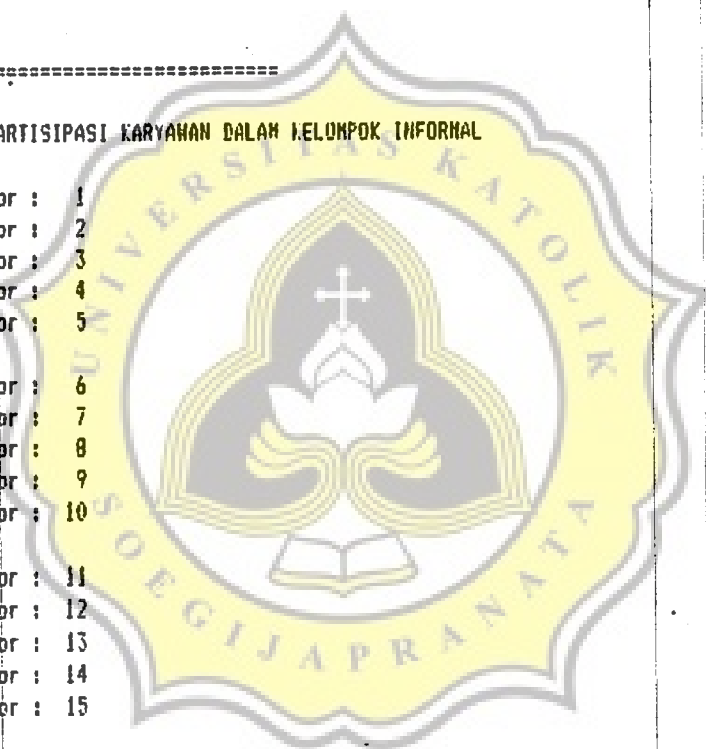 ==========================
ARTISIPASI KARYAWAN DALAM KELOMPOK INFORMAL
or : 1
or : 2
or : 3
or : 4
or : 5
or : 6
or : 7
or : 8
or : 9
or : 10
or : 11
or : 12
or : 13
or : 14
or : 15
UNIVERSITAS KATOLIK
SOEGIJAPRANATA